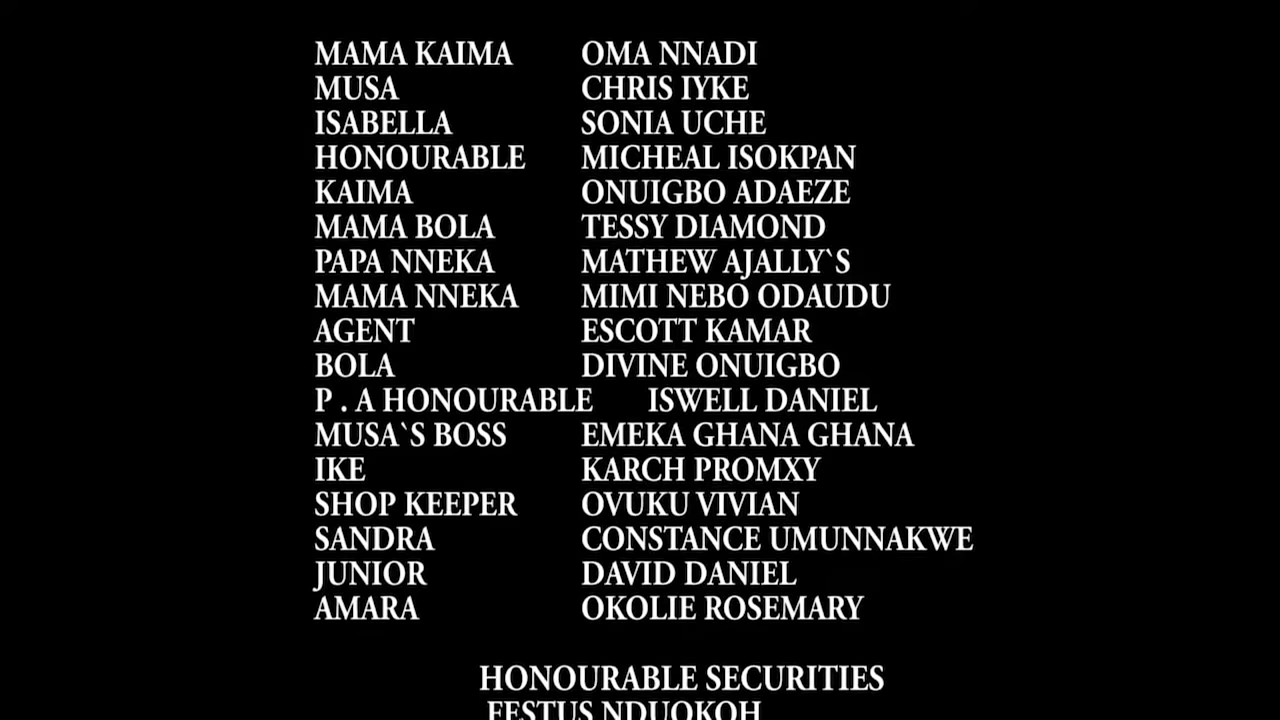 MAMA KAIMA OMA NNADI
MUSA CHRIS IYKE
ISABELLA SONIA UCHE
HONOURABLE MICHEAL ISOKPAN
KAIMA ONUIGBO ADAEZE
MAMA BOLA TESSY DIAMOND
PAPA NNEKA MATHEW AJALLY`S
MAMA NNEKA MIMI NEBO ODAUDU
AGENT ESCOTT KAMAR
BOLA DIVINE ONUIGBO
P . A HONOURABLE ISWELL DANIEL
MUSA`S BOSS EMEKA GHANA GHANA
IKE KARCH PROMXY
SHOP KEEPER OVUKU VIVIAN
SANDRA CONSTANCE UMUNNAKWE
JUNIOR DAVID DANIEL
AMARA OKOLIE ROSEMARY
HONOURABLE SECURITIES
FESTUS NDUOKOH